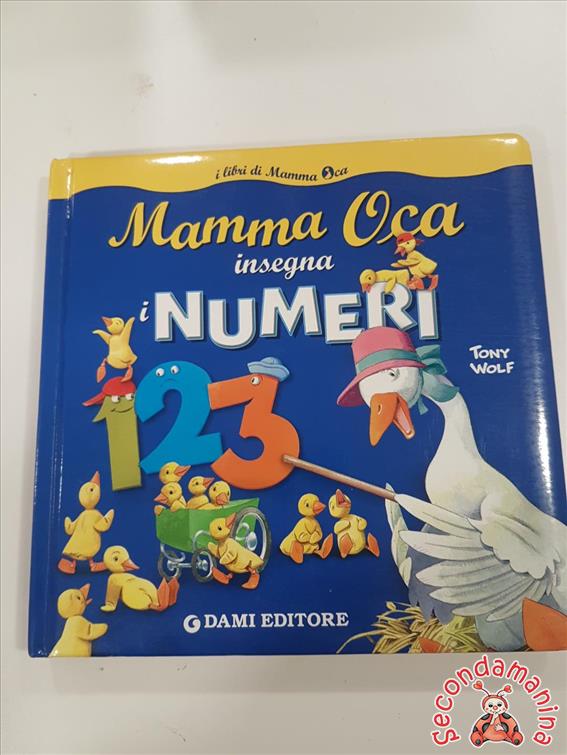 i libri di Mamma Oca
Mamma Oca
insegna
i NUMERI
TONY
WOLF
123
DAMI EDITORE
Secondamanina